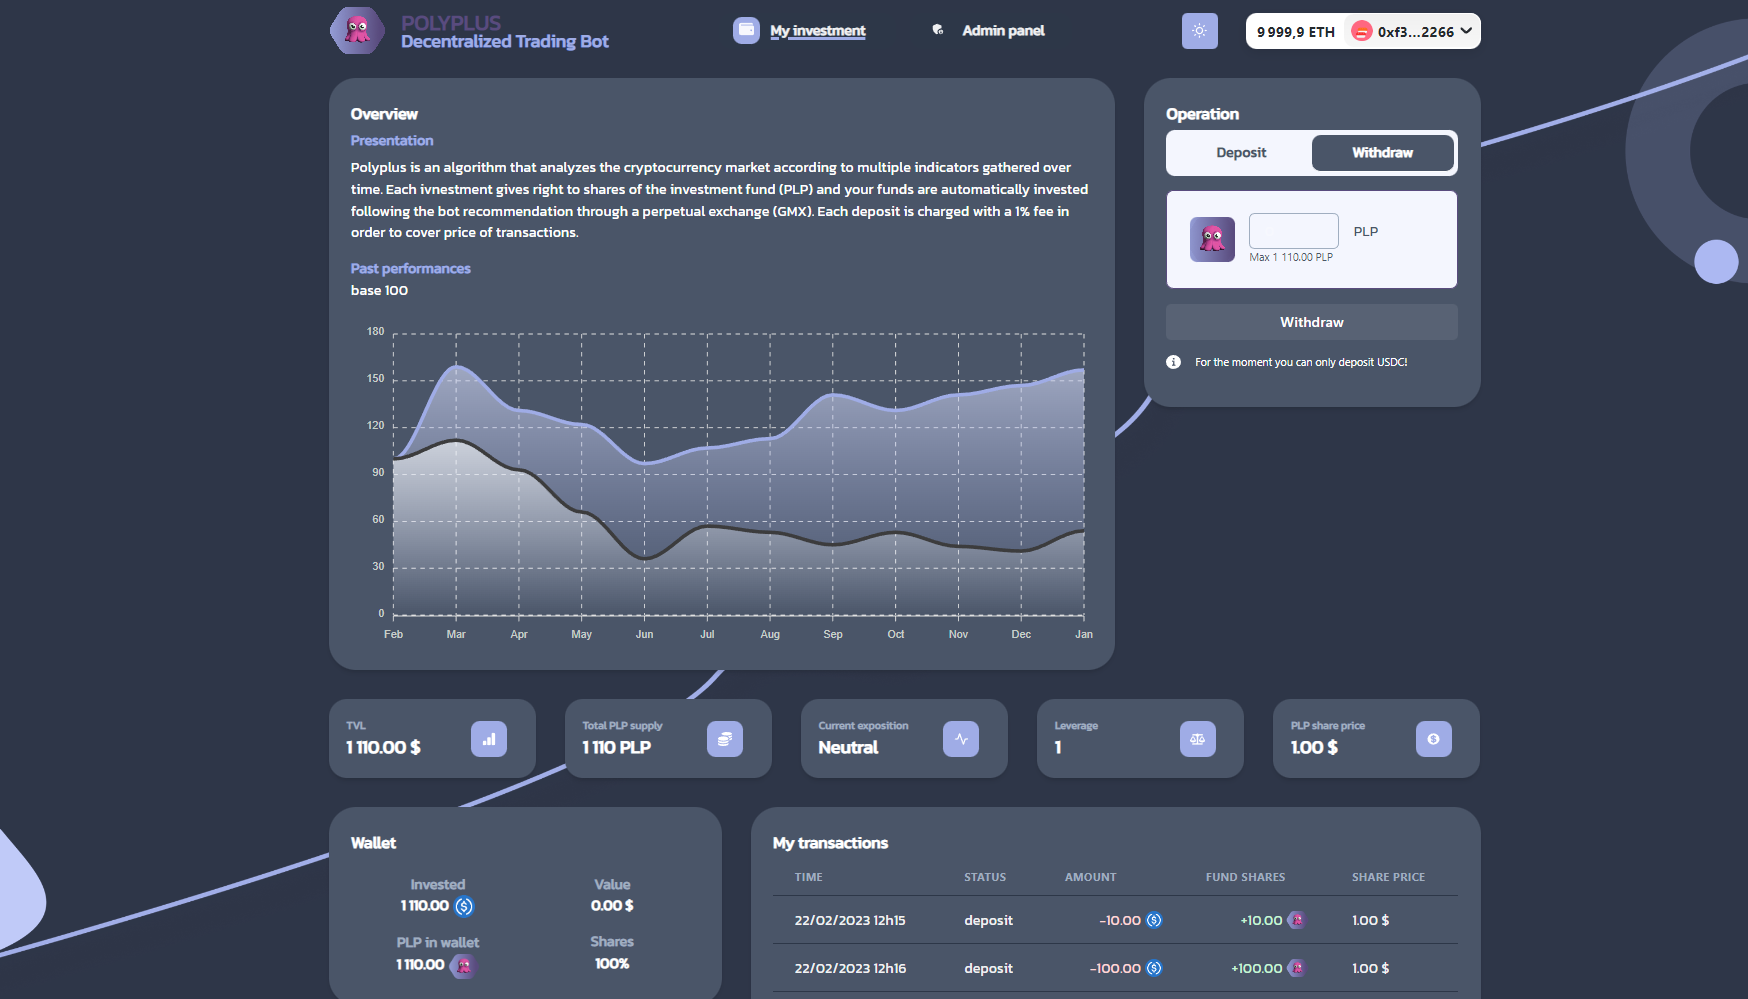 POLYPLUS
Decentralized Trading Bot
My investment
Admin panel
9 999,9 ETH
0xf3...2266
Overview
Presentation
Polyplus is an algorithm that analyzes the cryptocurrency market according to multiple indicators gathered over
time. Each ivnestment gives right to shares of the investment fund (PLP) and your funds are automatically invested
following the bot recommendation through a perpetual exchange (GMX). Each deposit is charged with a 1% fee in
order to cover price of transactions.
Past performances
base 100
180
150
120
90
60
30
0
Feb Mar Apr May Jun Jul Aug Sep Oct Nov Dec Jan
Operation
Deposit Withdraw
PLP
Max 1 110.00 PLP
Withdraw
For the moment you can only deposit USDC!
TVL
1 110.00 $
Total PLP supply
1 110 PLP
Current exposition
Neutral
Leverage
1
PLP share price
1.00 $
Wallet
Invested Value
1 110.00 0.00 $
PLP in wallet Shares
1 110.00 100%
My transactions
TIME STATUS AMOUNT FUND SHARES SHARE PRICE
22/02/2023 12h15 deposit -10.00 +10.00 1.00 $
22/02/2023 12h16 deposit -100.00 +100.00 1.00 $